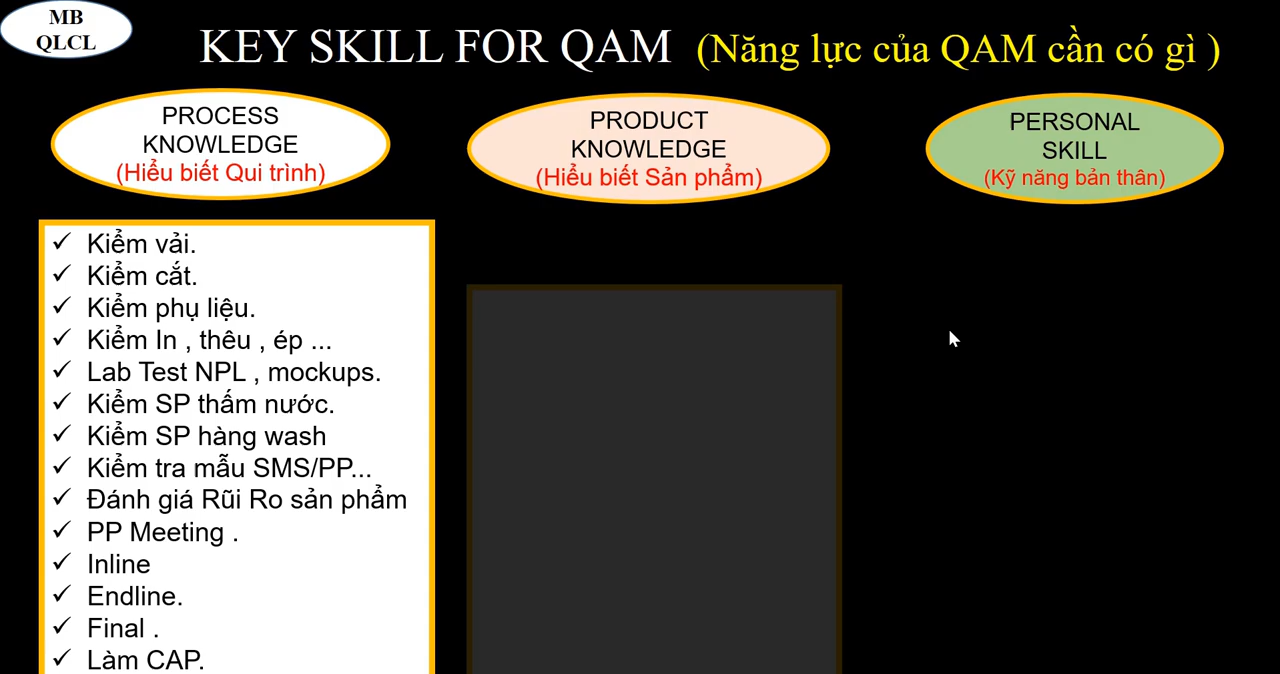 MB
QLCL
KEY SKILL FOR QAM (Năng lực của QAM cần có gì )
PROCESS
KNOWLEDGE
(Hiểu biết Qui trình)
PRODUCT
KNOWLEDGE
(Hiểu biết Sản phẩm)
PERSONAL
SKILL
(Kỹ năng bản thân)
✓ Kiểm vải.
✓ Kiểm cắt.
✓ Kiểm phụ liệu.
✓ Kiểm In , thêu , ép ...
✓ Lab Test NPL , mockups.
✓ Kiểm SP thấm nước.
✓ Kiểm SP hàng wash
✓ Kiểm tra mẫu SMS/PP...
✓ Đánh giá Rũi Ro sản phẩm
✓ PP Meeting .
✓ Inline
✓ Endline.
✓ Final .
✓ Làm CAP.